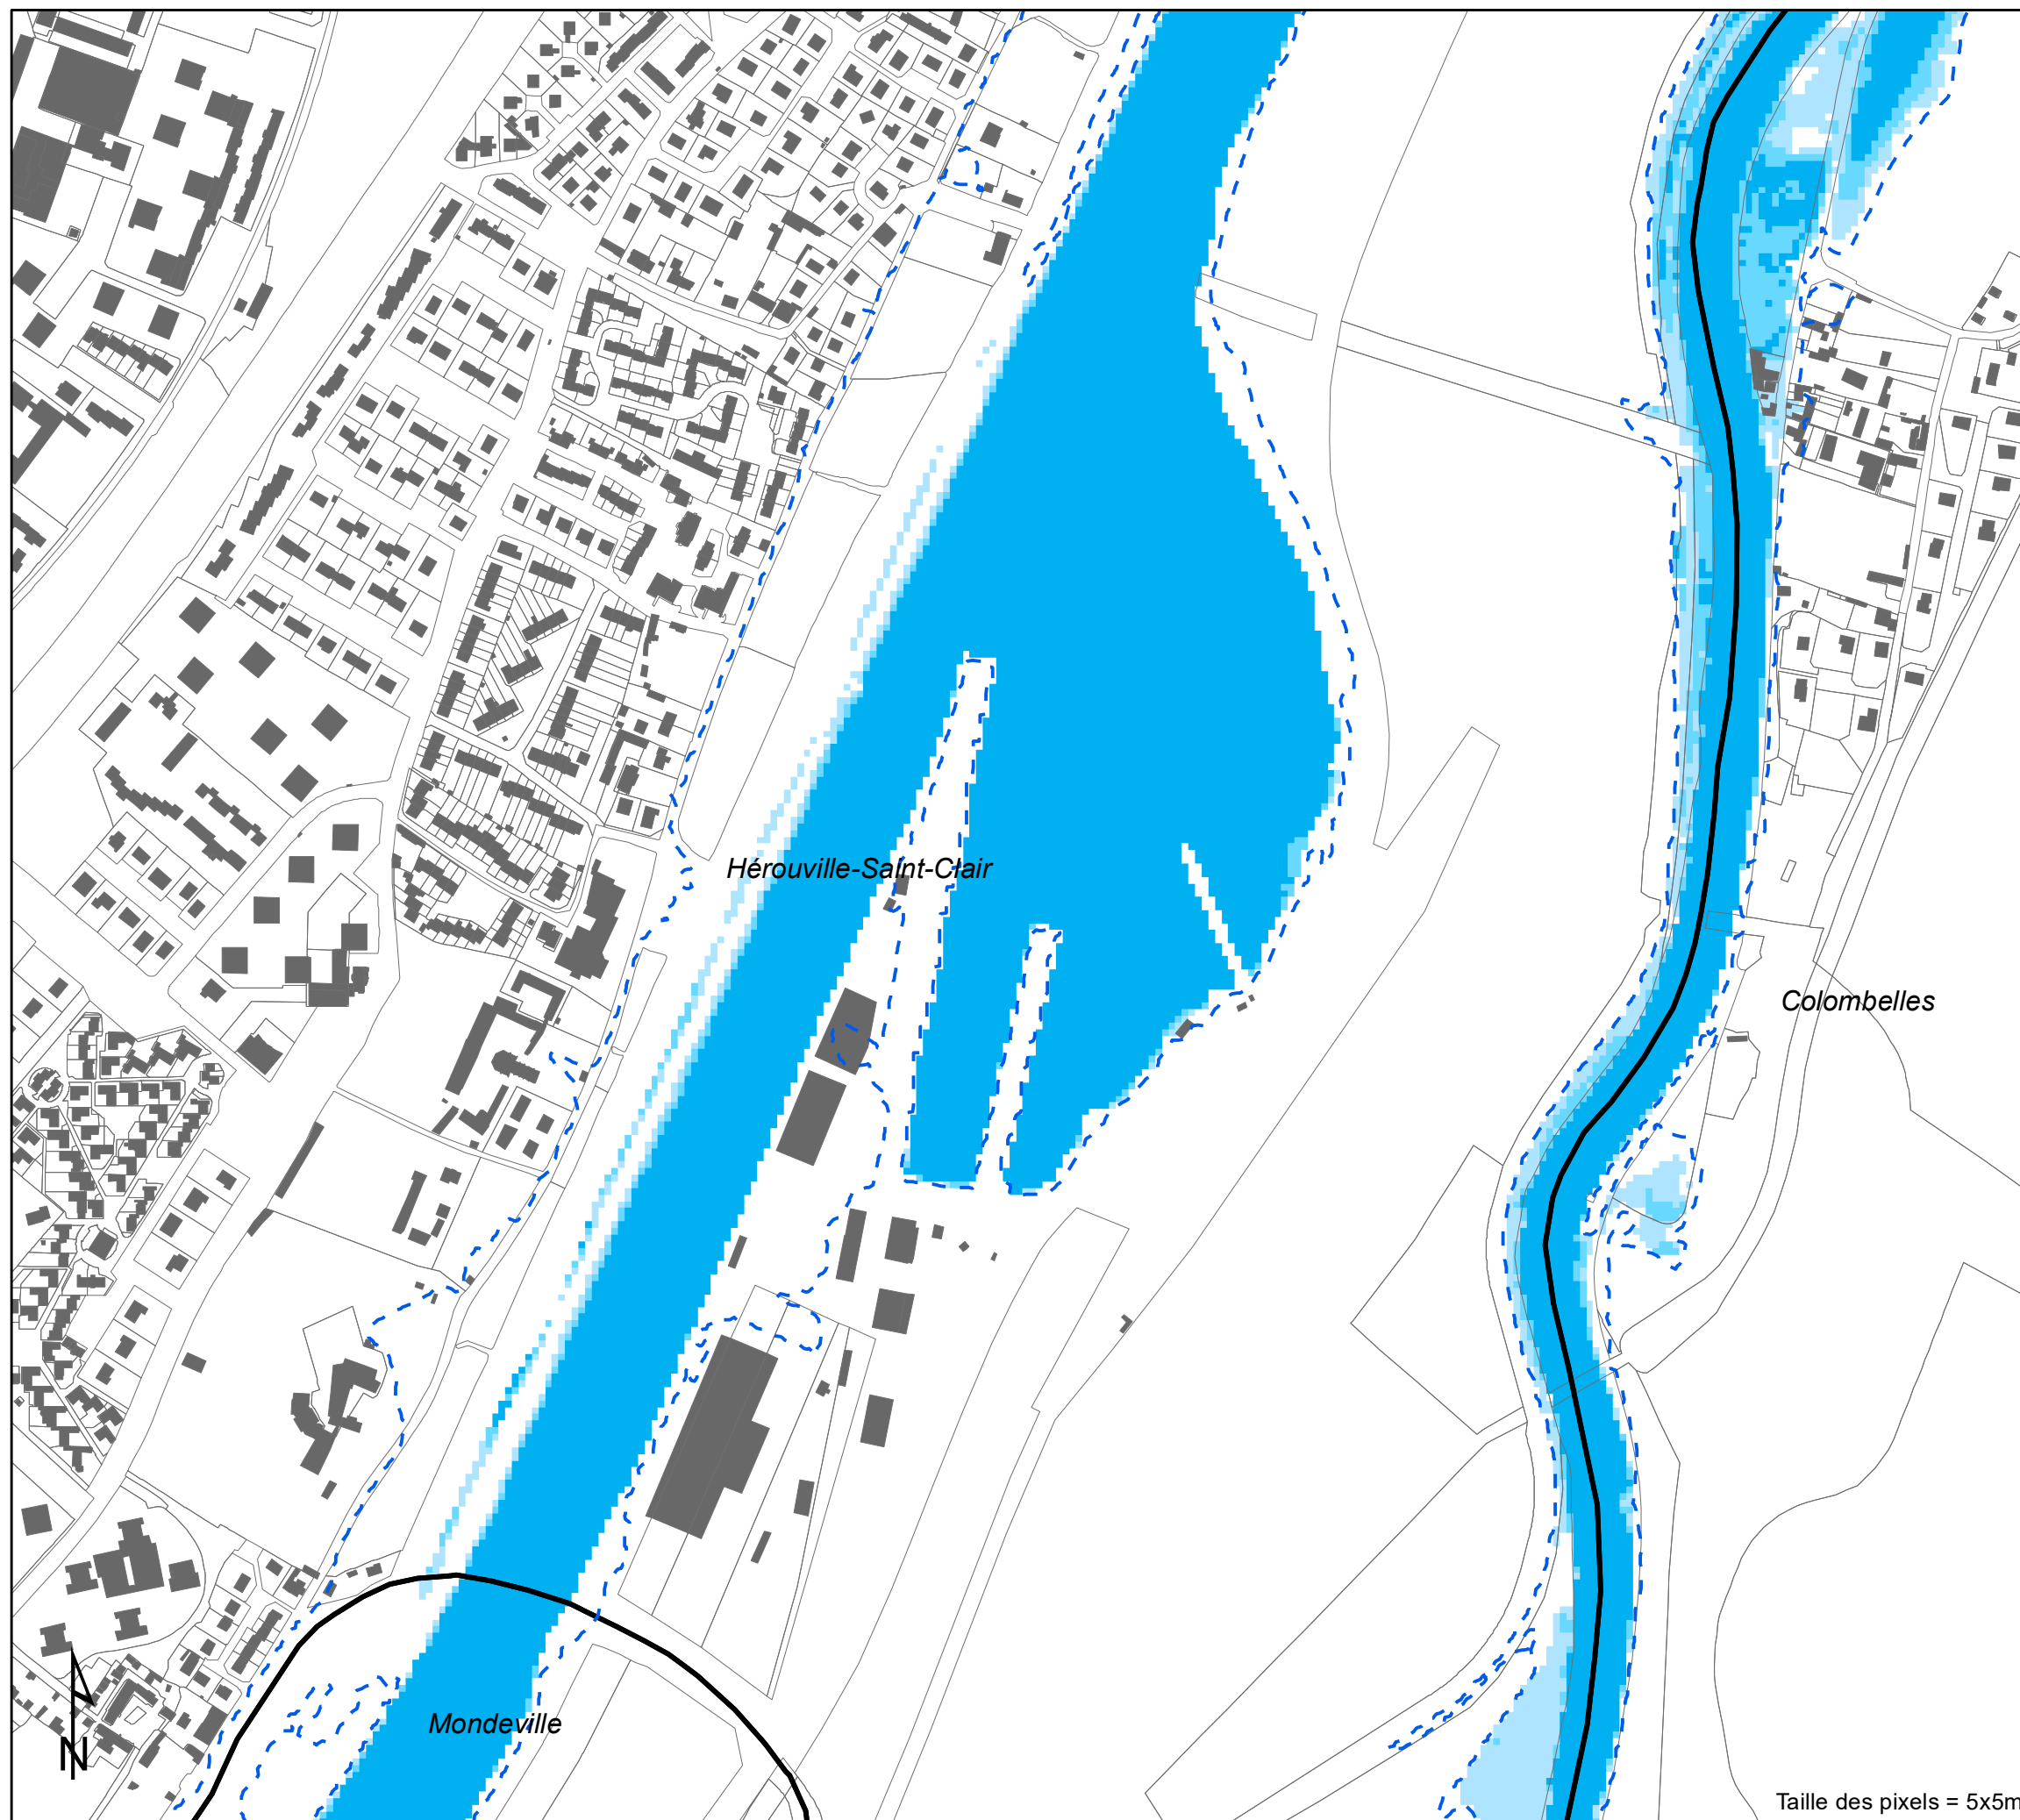 Hérouville-Saint-Clair
Colombelles
Mondeville
N
Taille des pixels = 5x5m